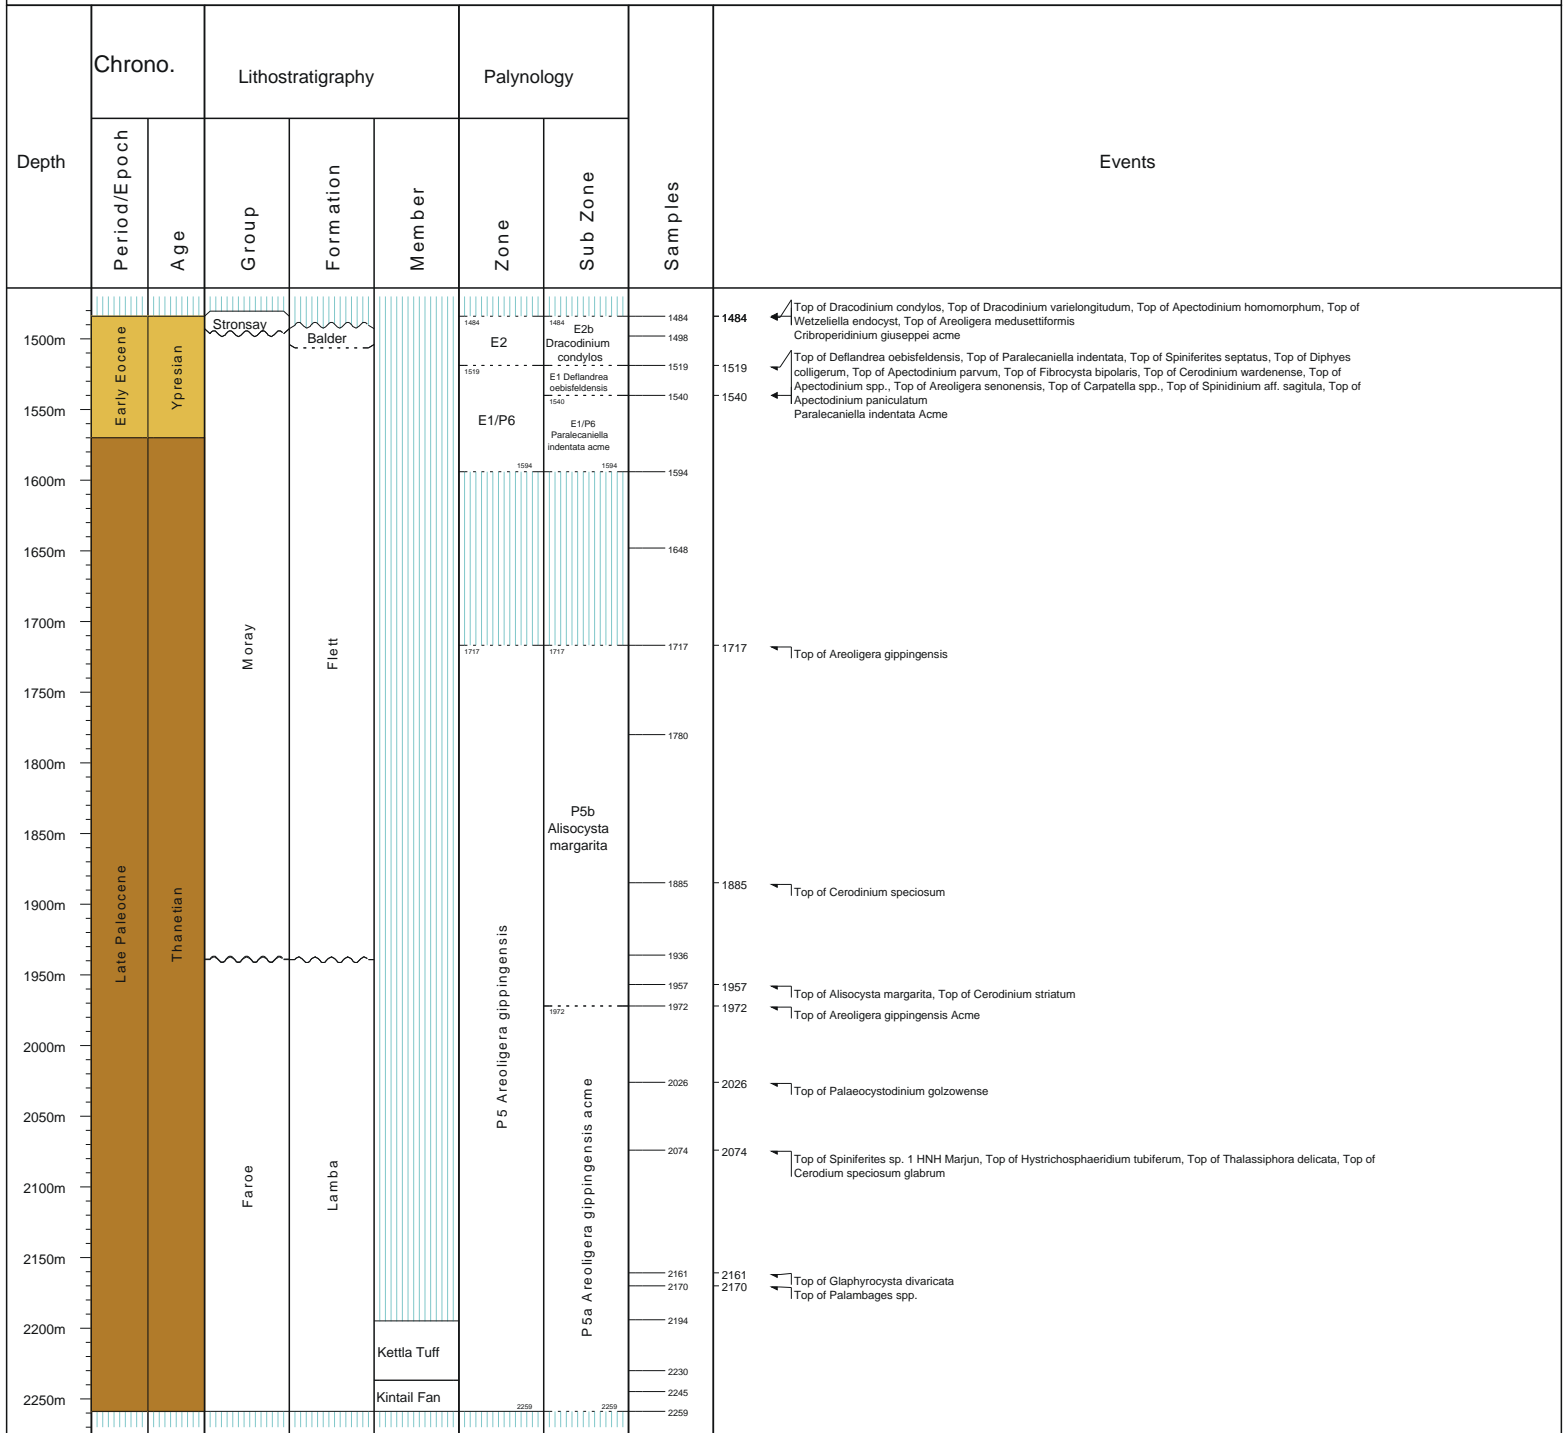 Chrono.
Lithostratigraphy
Palynology
Depth
Period/Epoch
Age
Group
Formation
Member
Zone
Sub Zone
Samples
Events
1500m
1550m
1600m
1650m
1700m
1750m
1800m
1850m
1900m
1950m
2000m
2050m
2100m
2150m
2200m
2250m
Early Eocene
Late Paleocene
Ypresian
Thanetian
Stronsay
Moray
Faroe
Balder
Flett
Lamba
Kettla Tuff
Kintail Fan
1484
E2
1519
E1/P6
1594
1717
P5 Areoligera gippingensis
2259
1484
E2b
Dracodinium
condylos
E1 Deflandrea
oebisfeldensis
1540
E1/P6
Paralecaniella
indentata acme
1594
1717
P5b
Alisocysta
margarita
1972
P5a Areoligera gippingensis acme
2259
1484
1498
1519
1540
1594
1648
1717
1780
1885
1936
1957
1972
2026
2074
2161
2170
2194
2230
2245
2259
1484
Top of Dracodinium condylos, Top of Dracodinium varielongitudum, Top of Apectodinium homomorphum, Top of
Wetzeliella endocyst, Top of Areoligera medusettiformis
Cribroperidinium giuseppei acme
1519
Top of Deflandrea oebisfeldensis, Top of Paralecaniella indentata, Top of Spiniferites septatus, Top of Diphyes
colligerum, Top of Apectodinium parvum, Top of Fibrocysta bipolaris, Top of Cerodinium wardenense, Top of
Apectodinium spp., Top of Areoligera senonensis, Top of Carpatella spp., Top of Spinidinium aff. sagitula, Top of
Apectodinium paniculatum
1540
Paralecaniella indentata Acme
1717
Top of Areoligera gippingensis
1885
Top of Cerodinium speciosum
1957
Top of Alisocysta margarita, Top of Cerodinium striatum
1972
Top of Areoligera gippingensis Acme
2026
Top of Palaeocystodinium golzowense
2074
Top of Spiniferites sp. 1 HNH Marjun, Top of Hystrichosphaeridium tubiferum, Top of Thalassiphora delicata, Top of
Cerodium speciosum glabrum
2161
Top of Glaphyrocysta divaricata
2170
Top of Palambages spp.